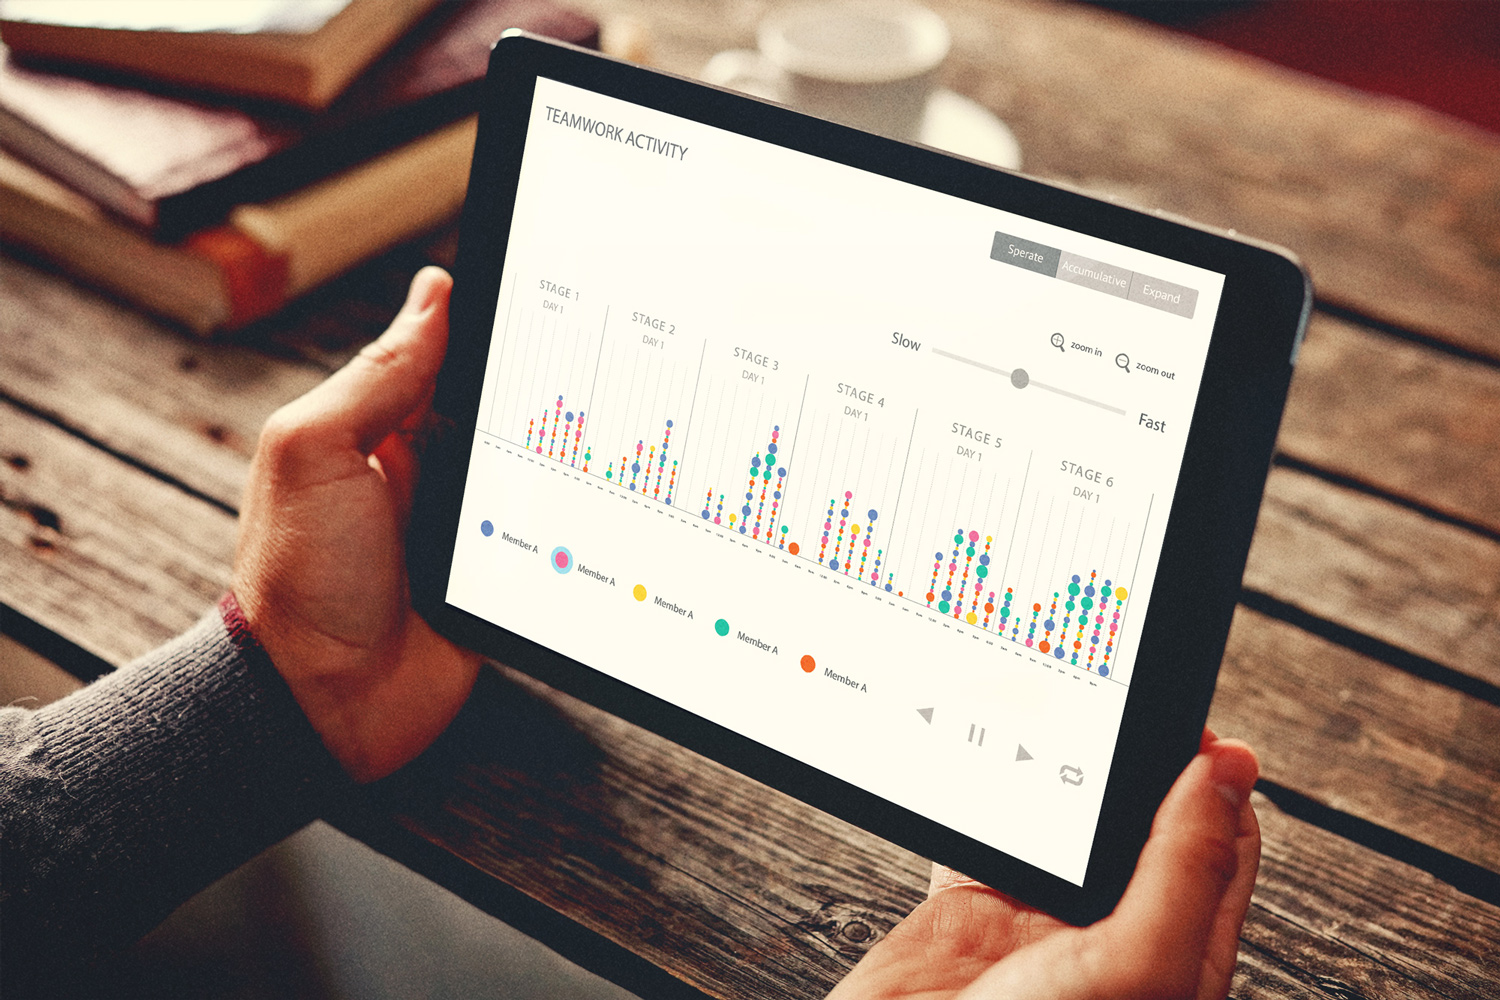 TEAMWORK ACTIVITY
Sperate Accumulative Expand
Slow
zoom in zoom out
Fast
STAGE 1
DAY 1
STAGE 2
DAY 1
STAGE 3
DAY 1
STAGE 4
DAY 1
STAGE 5
DAY 1
STAGE 6
DAY 1
Member A
Member A
Member A
Member A
Member A